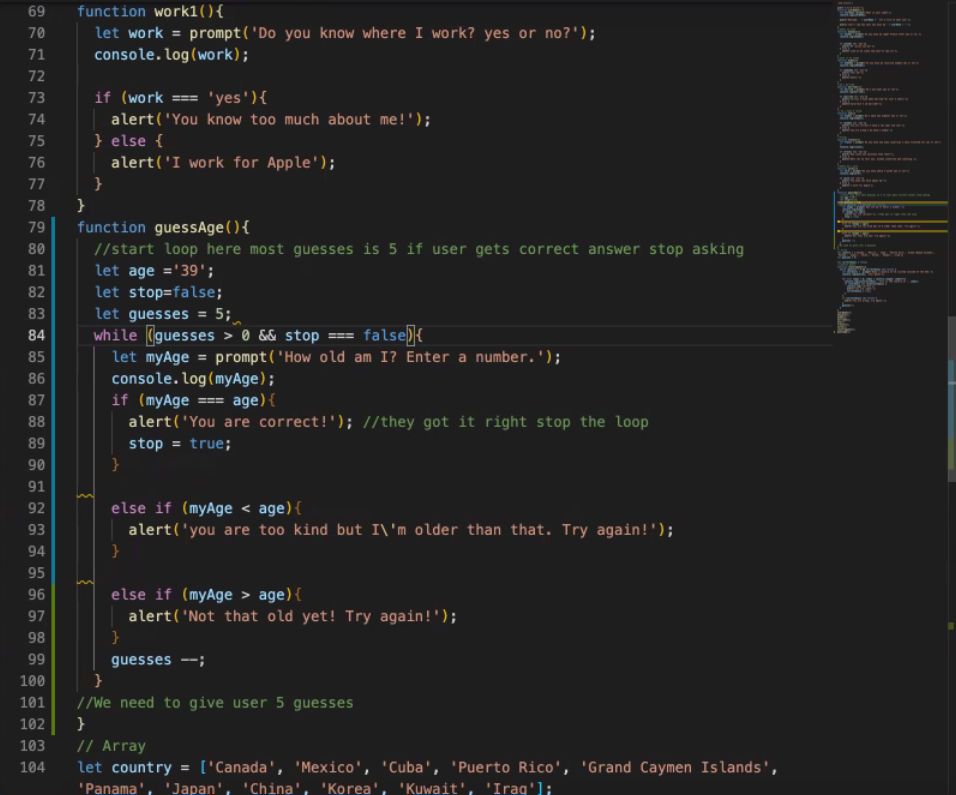 69 function work1(){
70 let work = prompt('Do you know where I work? yes or no?');
71 console.log(work);
72
73 if (work === 'yes'){
74 alert('You know too much about me!');
75 } else {
76 alert('I work for Apple');
77 }
78 }
79 function guessAge(){
80 //start loop here most guesses is 5 if user gets correct answer stop asking
81 let age ='39';
82 let stop=false;
83 let guesses = 5;
84 while (guesses > 0 && stop === false){
85 let myAge = prompt('How old am I? Enter a number.');
86 console.log(myAge);
87 if (myAge === age){
88 alert('You are correct!'); //they got it right stop the loop
89 stop = true;
90 }
91
92 else if (myAge < age){
93 alert('you are too kind but I\'m older than that. Try again!');
94 }
95
96 else if (myAge > age){
97 alert('Not that old yet! Try again!');
98 }
99 guesses --;
100 }
101 //We need to give user 5 guesses
102 }
103 // Array
104 let country = ['Canada', 'Mexico', 'Cuba', 'Puerto Rico', 'Grand Caymen Islands',
'Panama', 'Japan', 'China', 'Korea', 'Kuwait', 'Iraq'];